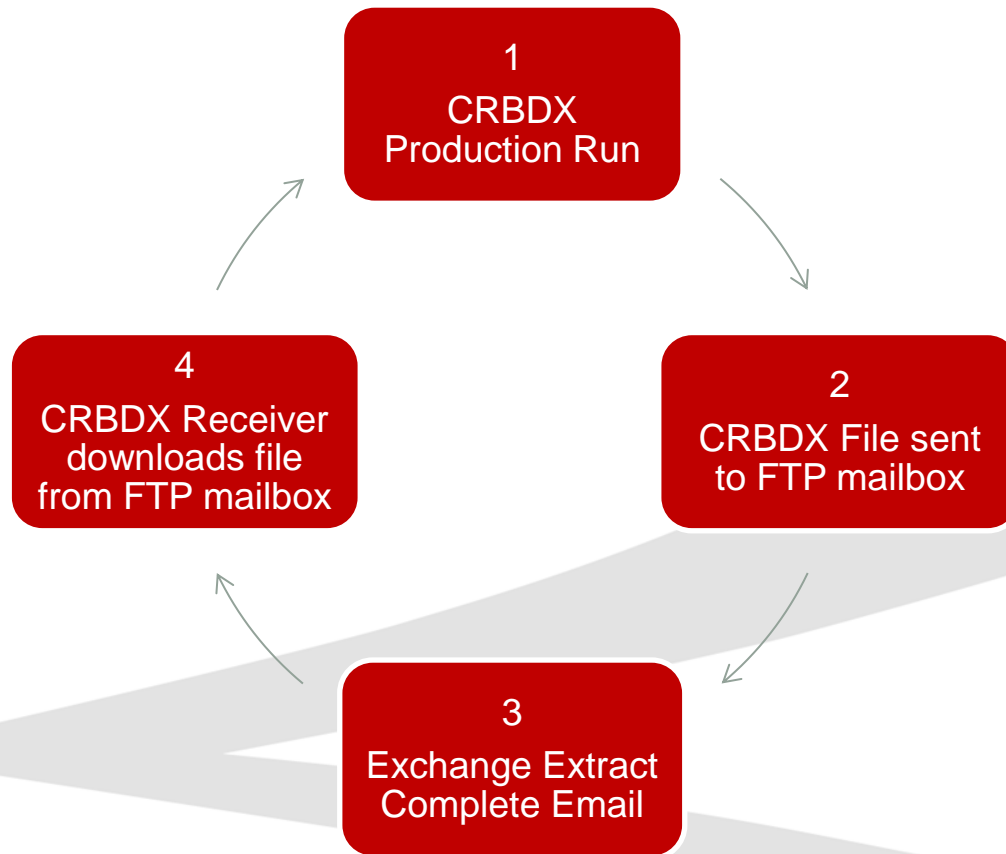 1
CRBDX
Production Run
2
CRBDX File sent
to FTP mailbox
3
Exchange Extract
Complete Email
4
CRBDX Receiver
downloads file
from FTP mailbox